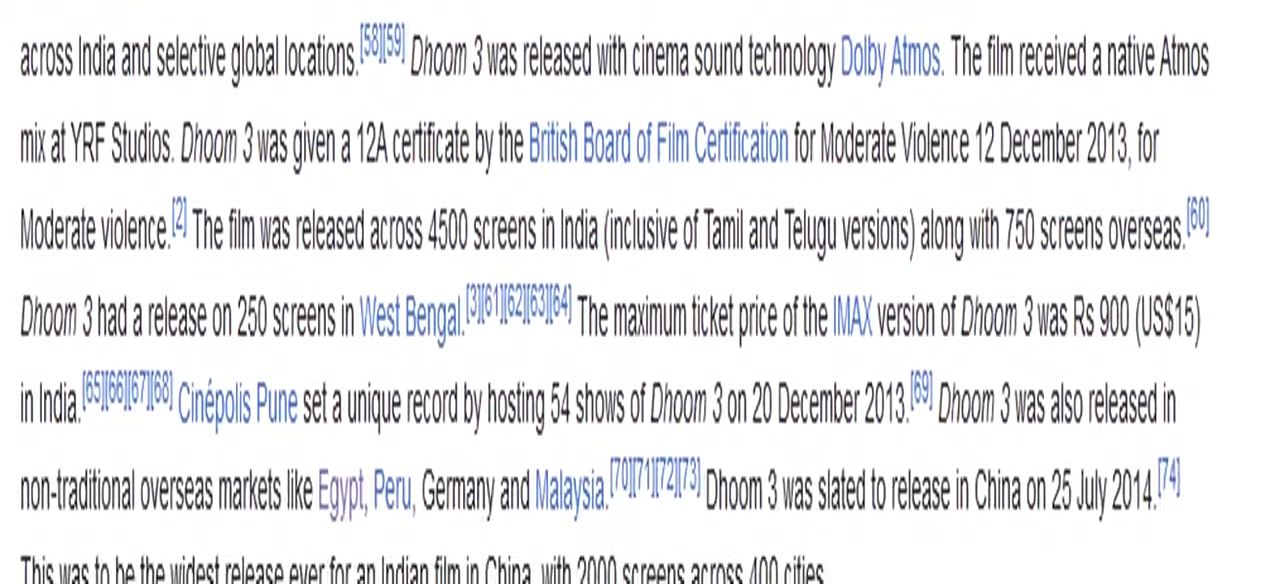 across India and selective global locations.[58][59] Dhoom 3 was released with cinema sound technology Dolby Atmos. The film received a native Atmos
mix at YRF Studios. Dhoom 3 was given a 12A certificate by the British Board of Film Certification for Moderate Violence 12 December 2013, for
Moderate violence.[2] The film was released across 4500 screens in India (inclusive of Tamil and Telugu versions) along with 750 screens overseas.[60]
Dhoom 3 had a release on 250 screens in West Bengal.[3][61][62][63][64] The maximum ticket price of the IMAX version of Dhoom 3 was Rs 900 (US$15)
in India.[65][66][67][68] Cinépolis Pune set a unique record by hosting 54 shows of Dhoom 3 on 20 December 2013.[69] Dhoom 3 was also released in
non-traditional overseas markets like Egypt, Peru, Germany and Malaysia.[70][71][72][73] Dhoom 3 was slated to release in China on 25 July 2014.[74]
This was to be the widest release ever for an Indian film in China, with 2000 screens across 400 cities